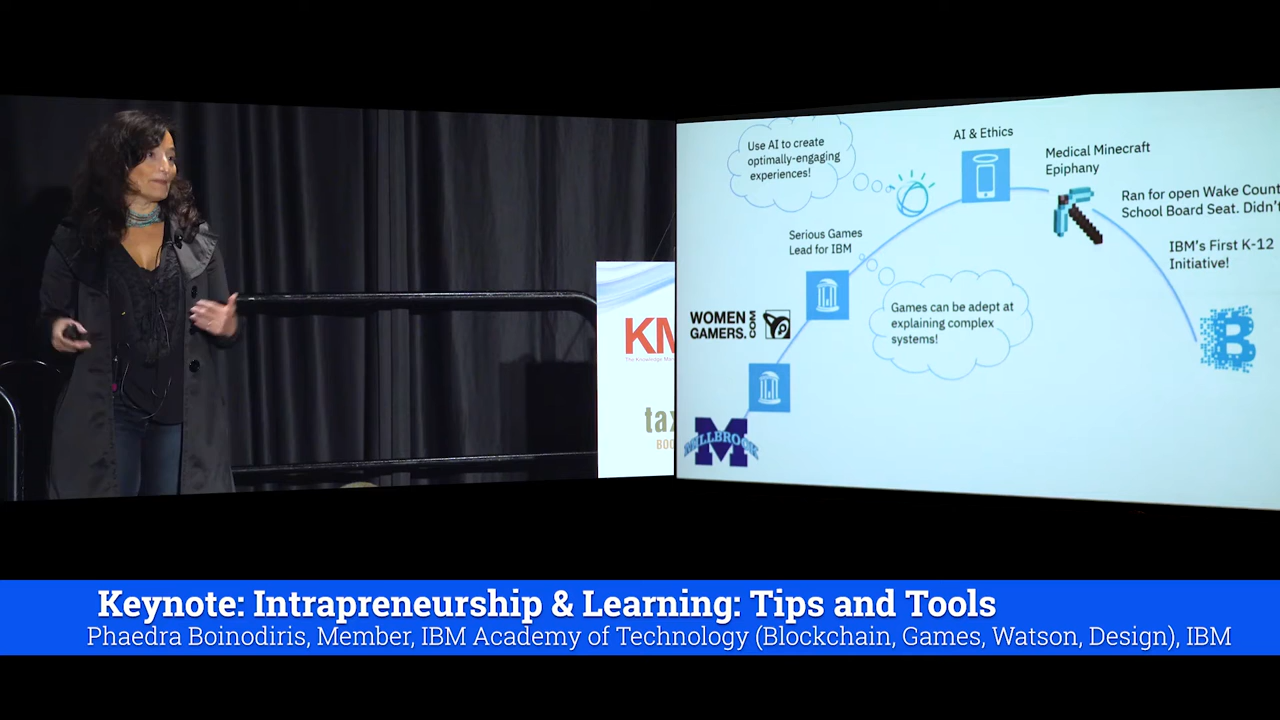 Use AI to create
optimally-engaging
experiences!
AI & Ethics
Medical Minecraft
Epiphany
Ran for open Wake Count
School Board Seat. Didn't
IBM's First K-12
Initiative!
Serious Games
Lead for IBM
Games can be adept at
explaining complex
systems!
WOMEN
GAMERS.COM
MILLBROOK
B
KM
tax
BOO
Keynote: Intrapreneurship & Learning: Tips and Tools
Phaedra Boinodiris, Member, IBM Academy of Technology (Blockchain, Games, Watson, Design), IBM